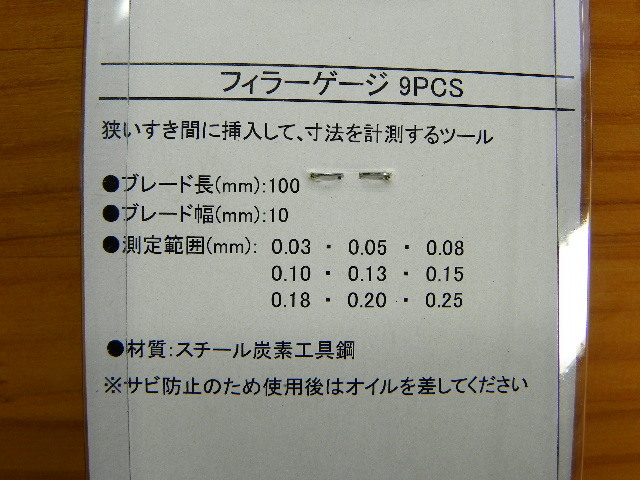 フィラーゲージ 9PCS
狭いすき間に挿入して、寸法を計測するツール
●ブレード長(mm):100
●ブレード幅(mm):10
●測定範囲(mm): 0.03 ・ 0.05 ・ 0.08
0.10 ・ 0.13 ・ 0.15
0.18 ・ 0.20 ・ 0.25
●材質:スチール炭素工具鋼
※サビ防止のため使用後はオイルを差してください